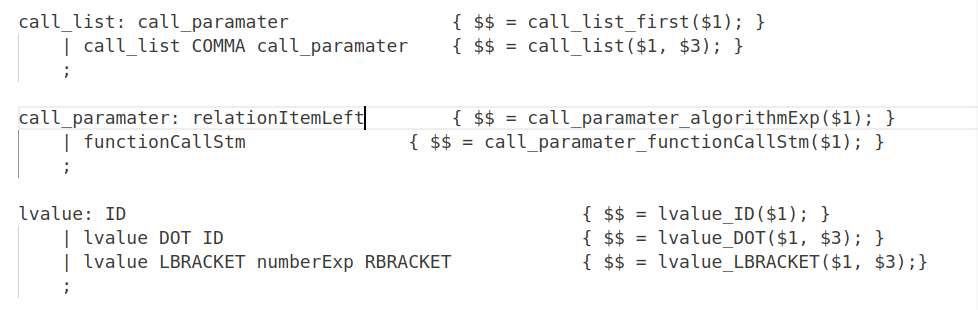 call_list: call_paramater { $$ = call_list_first($1); }
| call_list COMMA call_paramater { $$ = call_list($1, $3); }
;
call_paramater: relationItemLeft { $$ = call_paramater_algorithmExp($1); }
| functionCallStm { $$ = call_paramater_functionCallStm($1); }
;
lvalue: ID { $$ = lvalue_ID($1); }
| lvalue DOT ID { $$ = lvalue_DOT($1, $3); }
| lvalue LBRACKET numberExp RBRACKET { $$ = lvalue_LBRACKET($1, $3);}
;